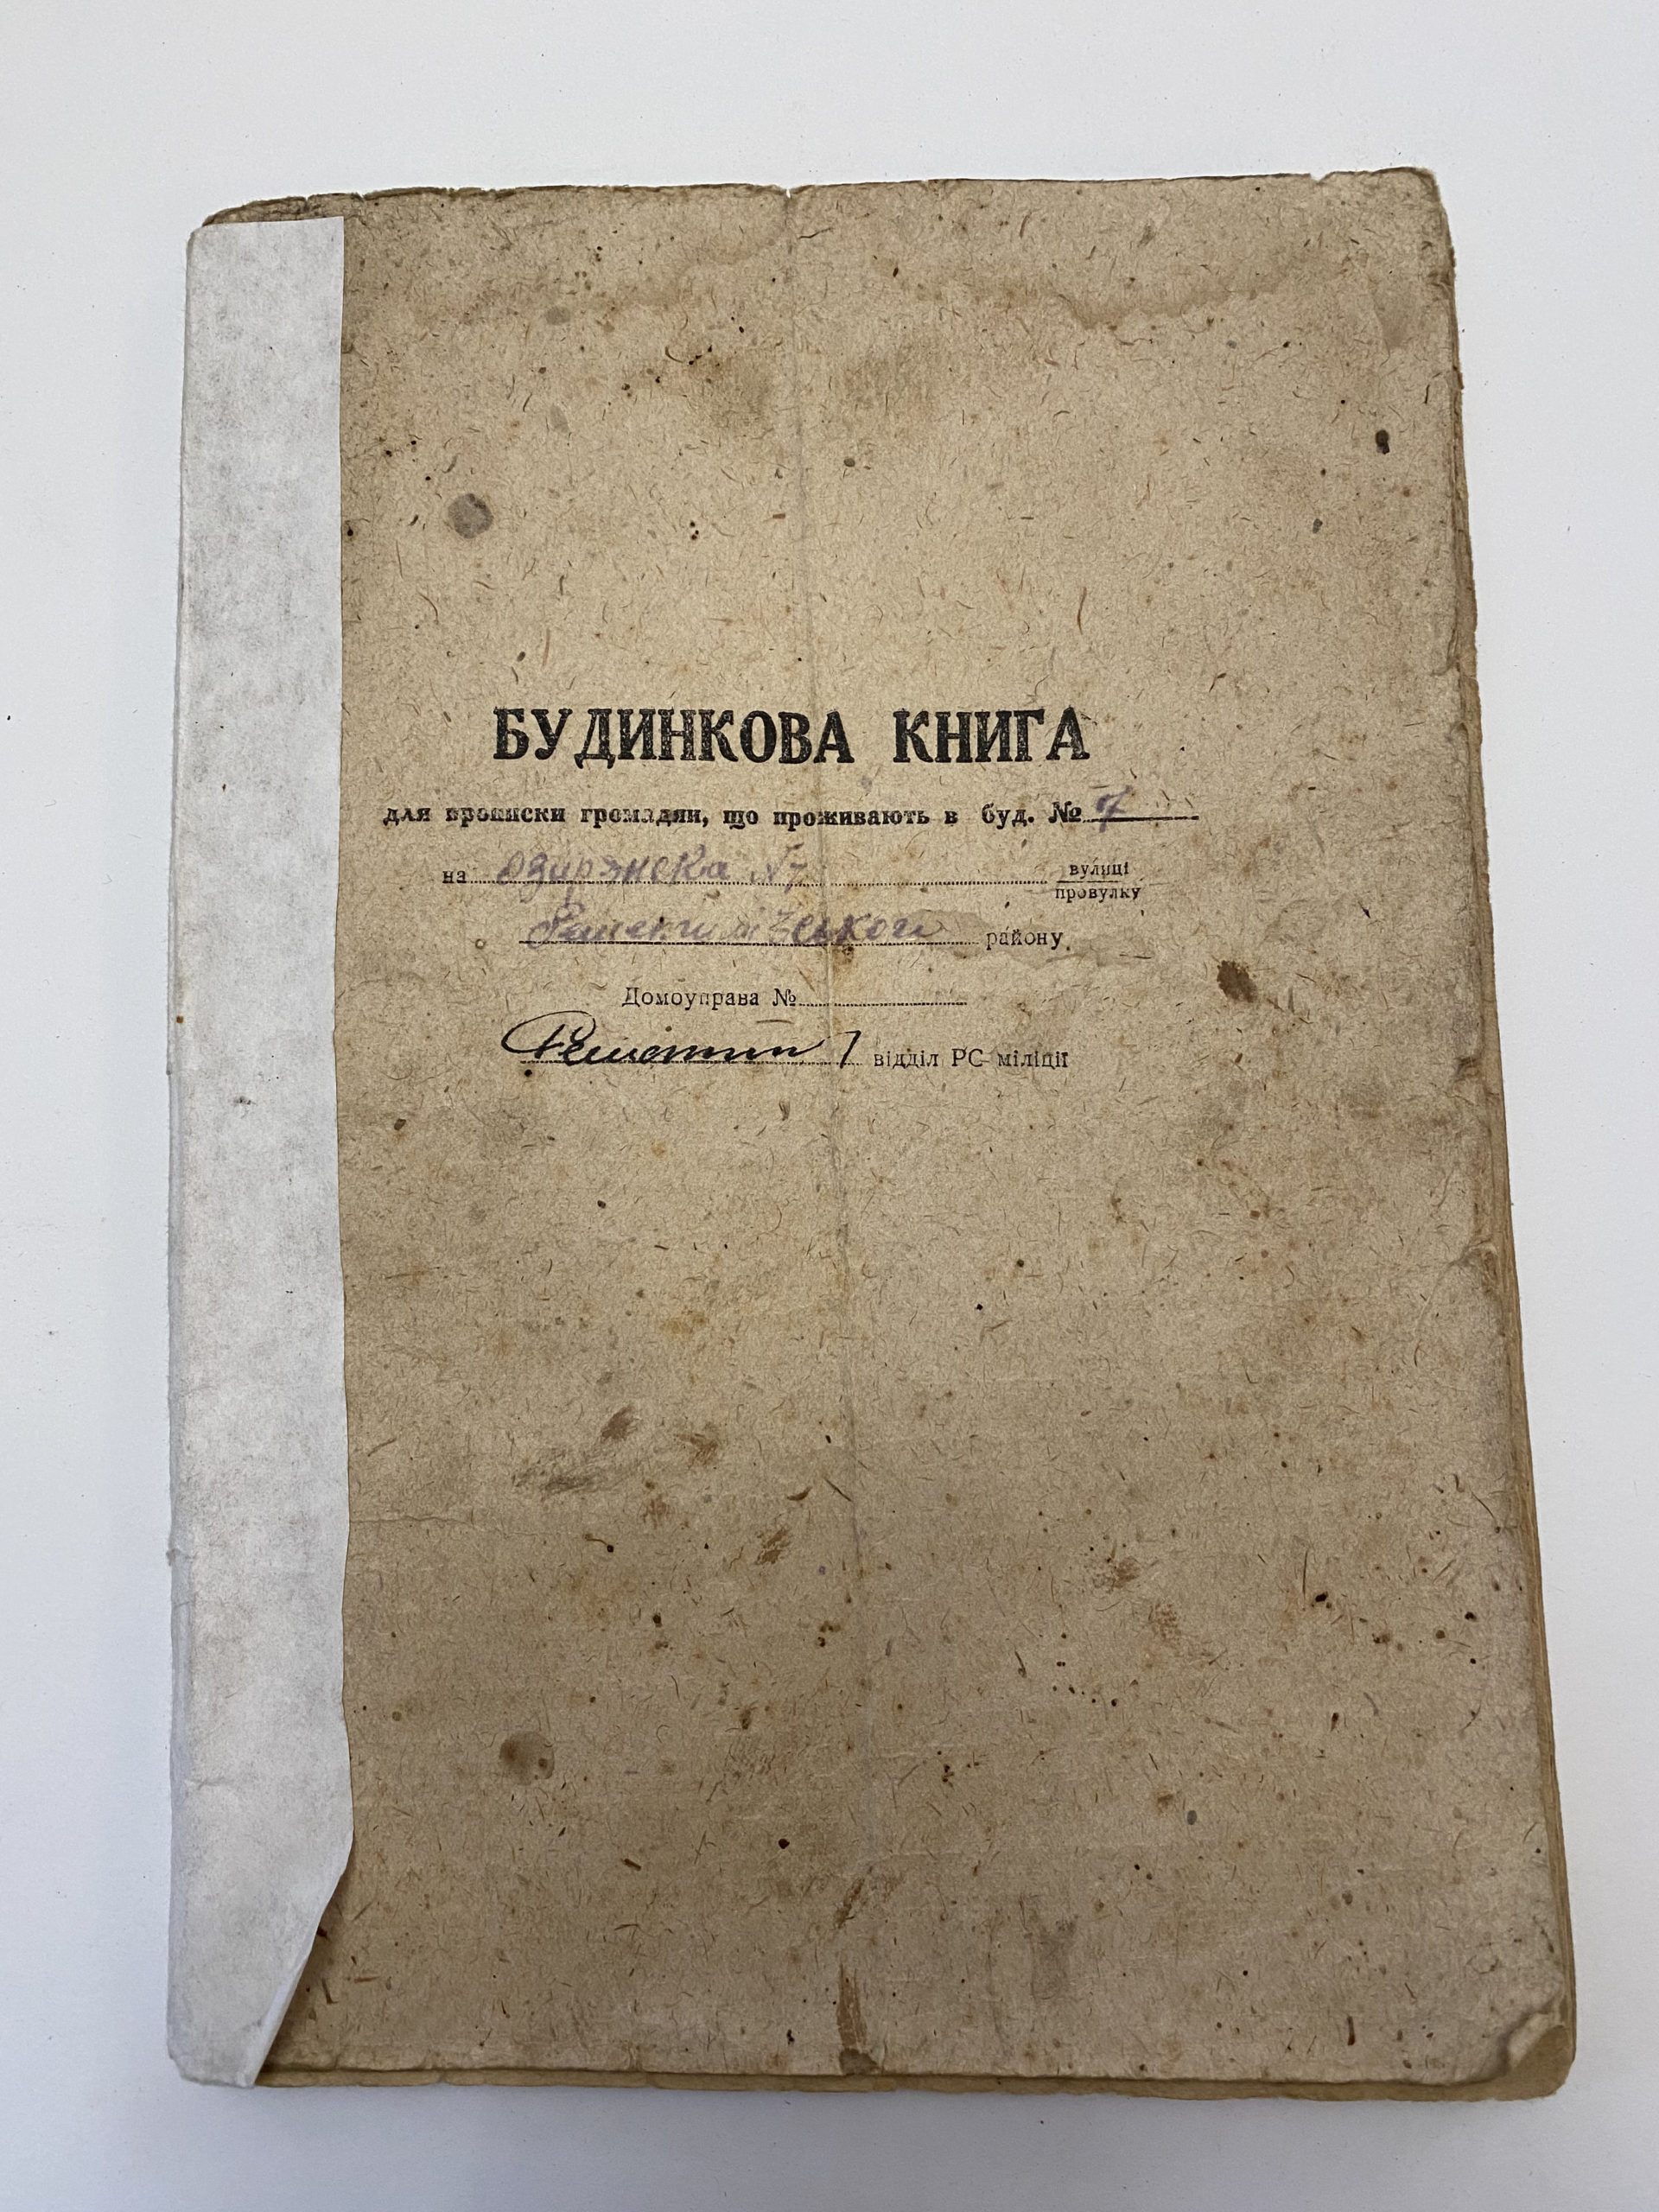 БУДИНКОВА КНИГА
для прописки громадян, що проживають в буд. № 7
на №7 вулиці
провулку
району
Домоуправа №
відділ РС міліції